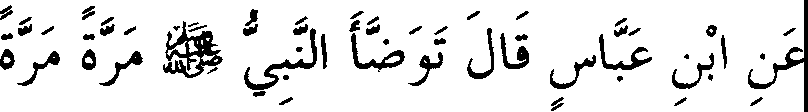 عَنِ ابْنِ عَبَّاسٍ قَالَ تَوَضَّأَ النَّبِيُّ ﷺ مَرَّةً مَرَّةً